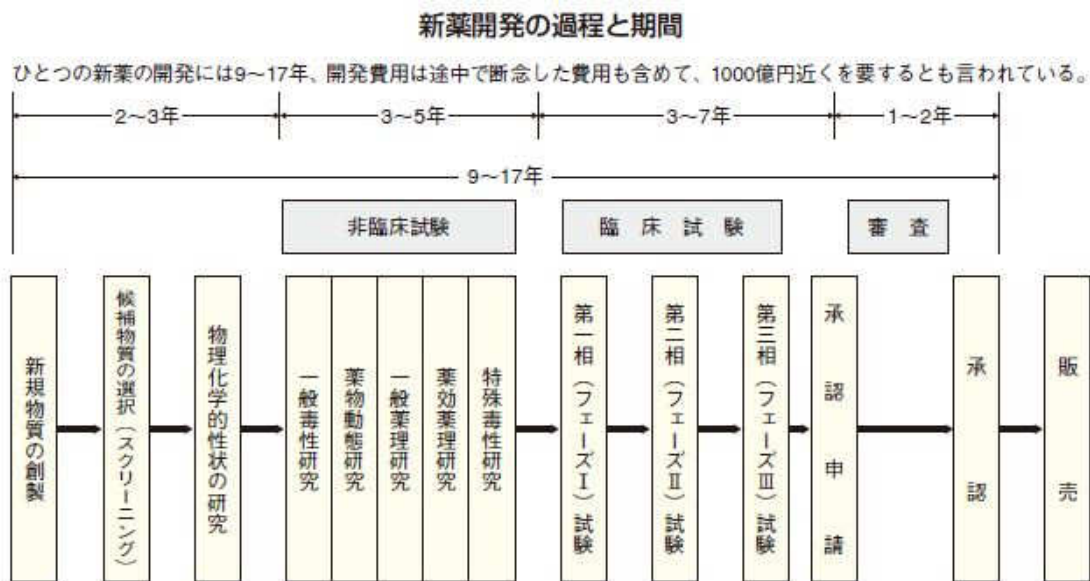 新薬開発の過程と期間
ひとつの新薬の開発には9〜17年、開発費用は途中で断念した費用も含めて、1000億円近くを要するとも言われている。
2〜3年
3〜5年
3〜7年
1〜2年
9〜17年
非臨床試験
臨床試験
審査
新規物質の創製
候補物質の選択（スクリーニング）
物理化学的性状の研究
一般毒性研究
薬物動態研究
一般薬理研究
薬効薬理研究
特殊毒性研究
第一相（フェーズⅠ）試験
第二相（フェーズⅡ）試験
第三相（フェーズⅢ）試験
承認申請
承認
販売